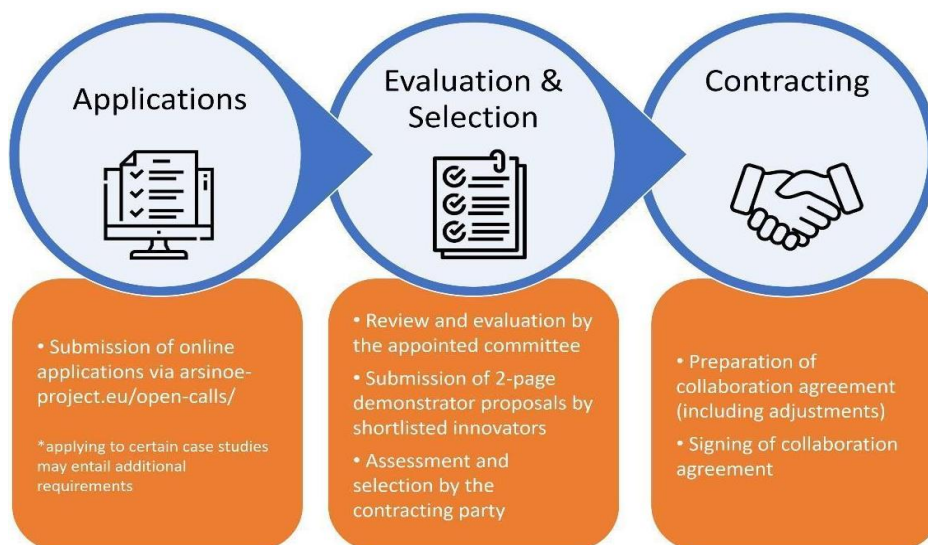 Applications
• Submission of online
applications via arsinoe-
project.eu/open-calls/
*applying to certain case studies
may entail additional
requirements
Evaluation &
Selection
• Review and evaluation by
the appointed committee
• Submission of 2-page
demonstrator proposals by
shortlisted innovators
• Assessment and
selection by the
contracting party
Contracting
• Preparation of
collaboration agreement
(including adjustments)
• Signing of collaboration
agreement